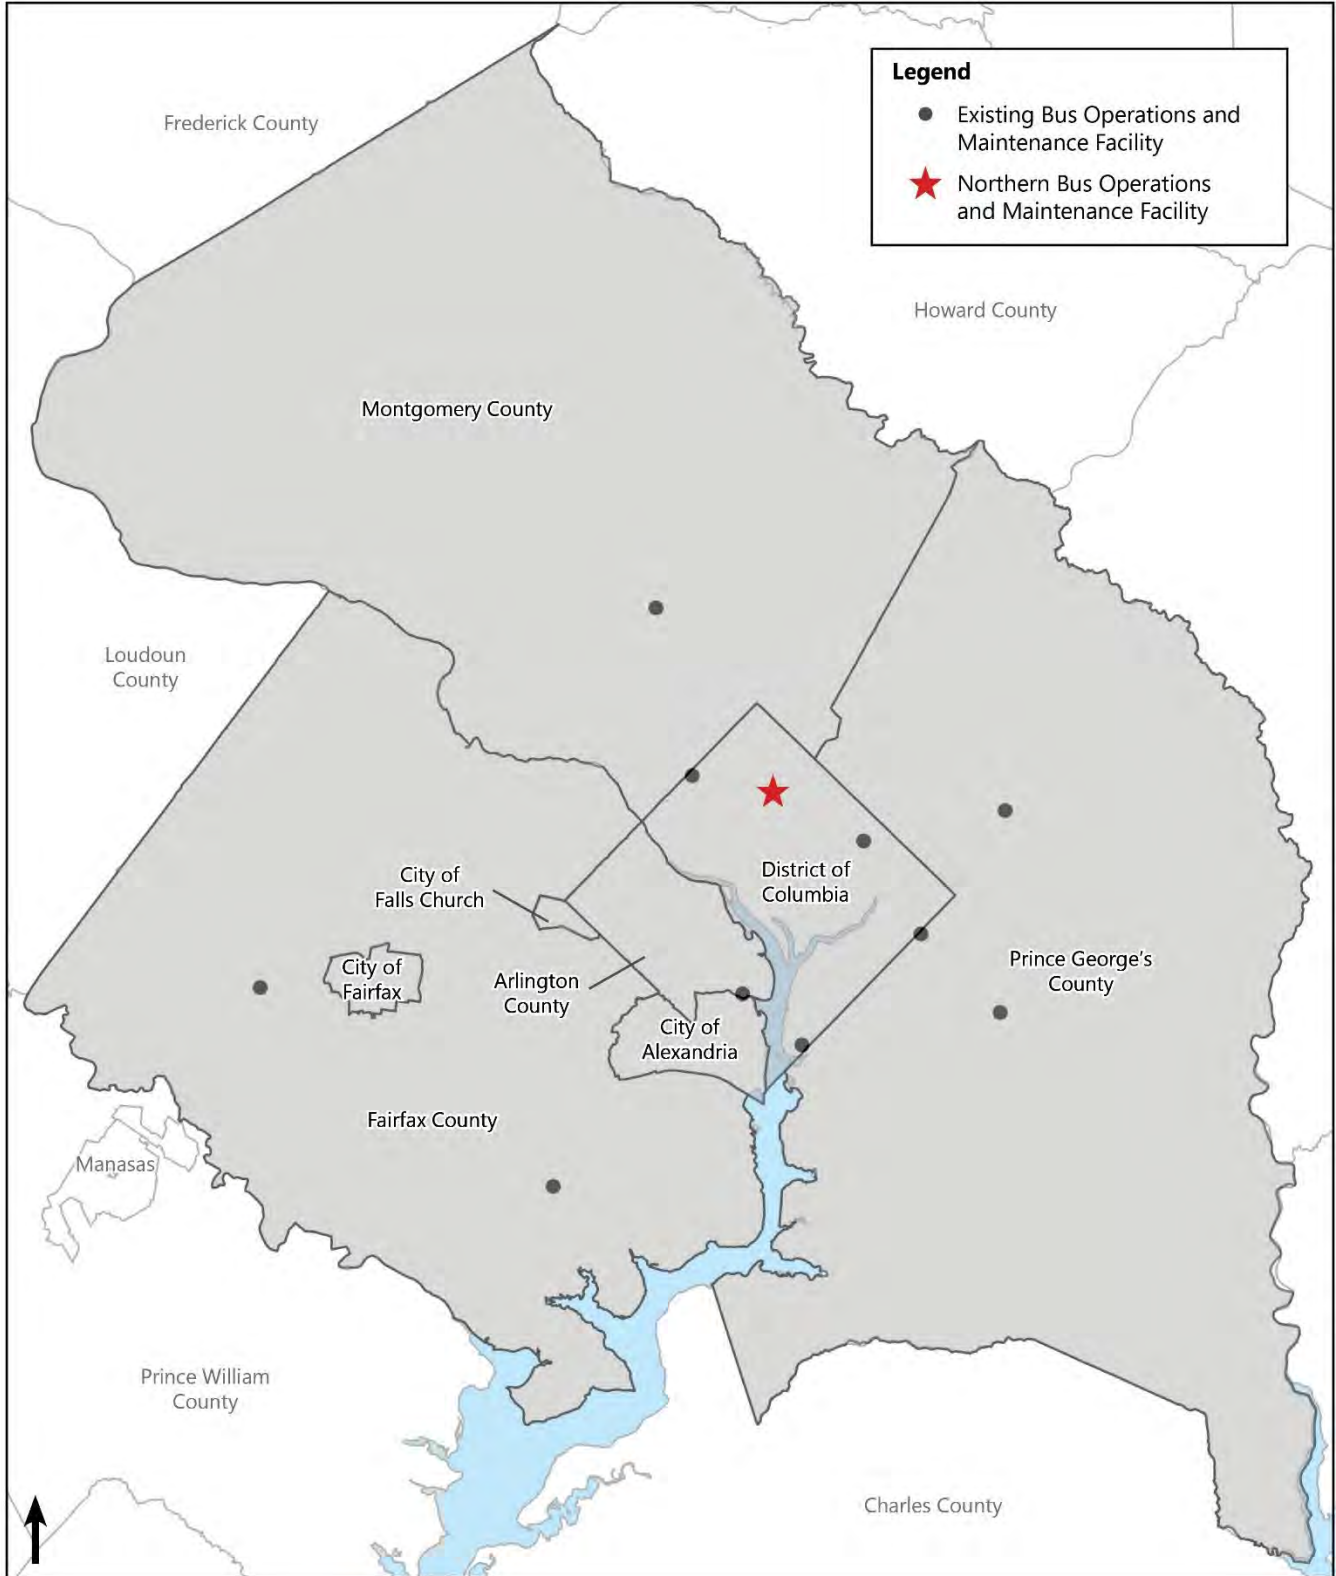 Legend
Existing Bus Operations and
Maintenance Facility
Northern Bus Operations
and Maintenance Facility
Frederick County
Howard County
Montgomery County
Loudoun
County
City of
Falls Church
District of
Columbia
City of
Fairfax
Arlington
County
Prince George's
County
City of
Alexandria
Fairfax County
Manasas
Prince William
County
Charles County